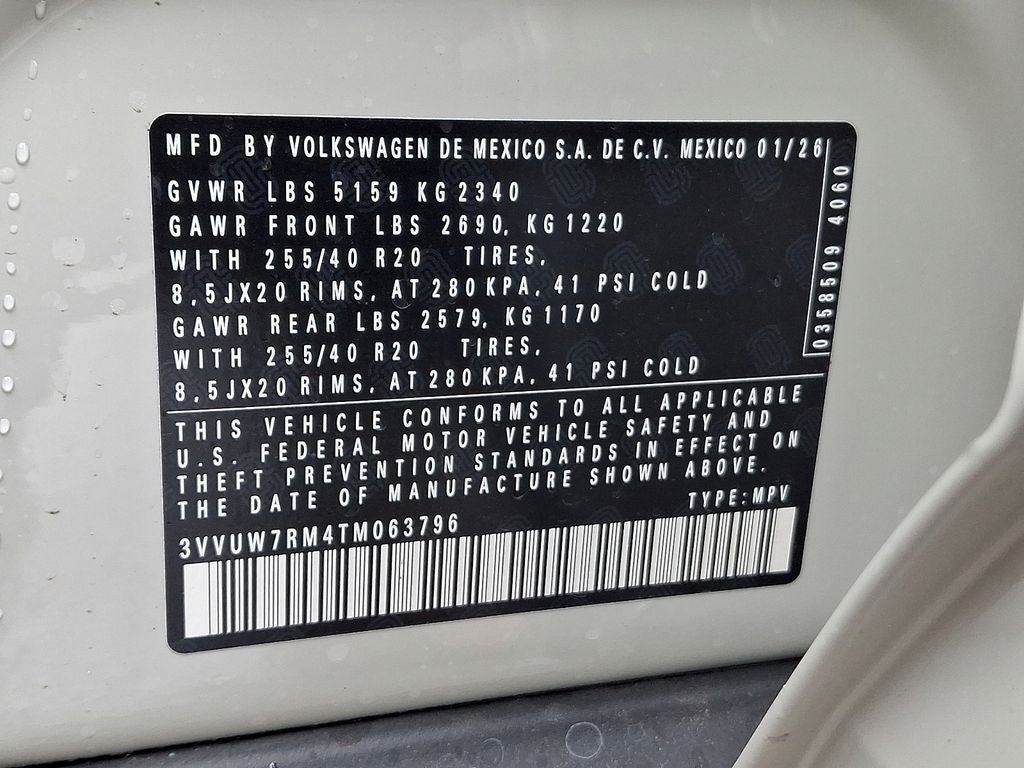 MFD BY VOLKSWAGEN DE MEXICO S.A. DE C.V. MEXICO 01/26
GVWR LBS 5159 KG 2340
GAWR FRONT LBS 2690, KG 1220
WITH 255/40 R20 TIRES,
8,5JX20 RIMS, AT 280 KPA, 41 PSI COLD
GAWR REAR LBS 2579, KG 1170
WITH 255/40 R20 TIRES,
8,5JX20 RIMS, AT 280 KPA, 41 PSI COLD
0358509 4060
THIS VEHICLE CONFORMS TO ALL APPLICABLE
U.S. FEDERAL MOTOR VEHICLE SAFETY AND
THEFT PREVENTION STANDARDS IN EFFECT ON
THE DATE OF MANUFACTURE SHOWN ABOVE.
TYPE: MPV
3VVUW7RM4TM063796